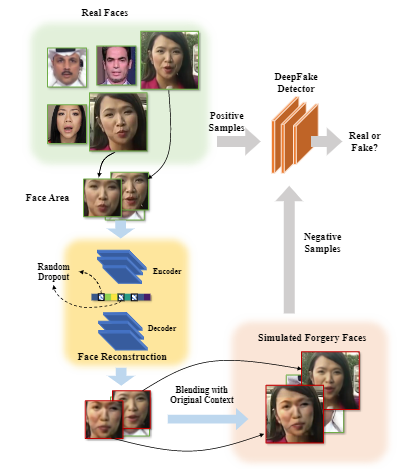 Real Faces
DeepFake
Detector
Positive
Samples
Real or
Fake?
Face Area
Negative
Samples
Random
Dropout
Encoder
Decoder
Face Reconstruction
Simulated Forgery Faces
Blending with
Original Context